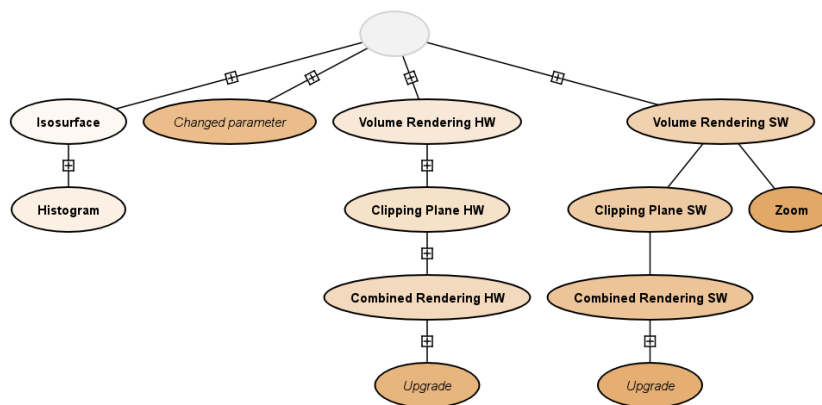 Isosurface
Changed parameter
Volume Rendering HW
Volume Rendering SW
Histogram
Clipping Plane HW
Clipping Plane SW
Zoom
Combined Rendering HW
Combined Rendering SW
Upgrade
Upgrade